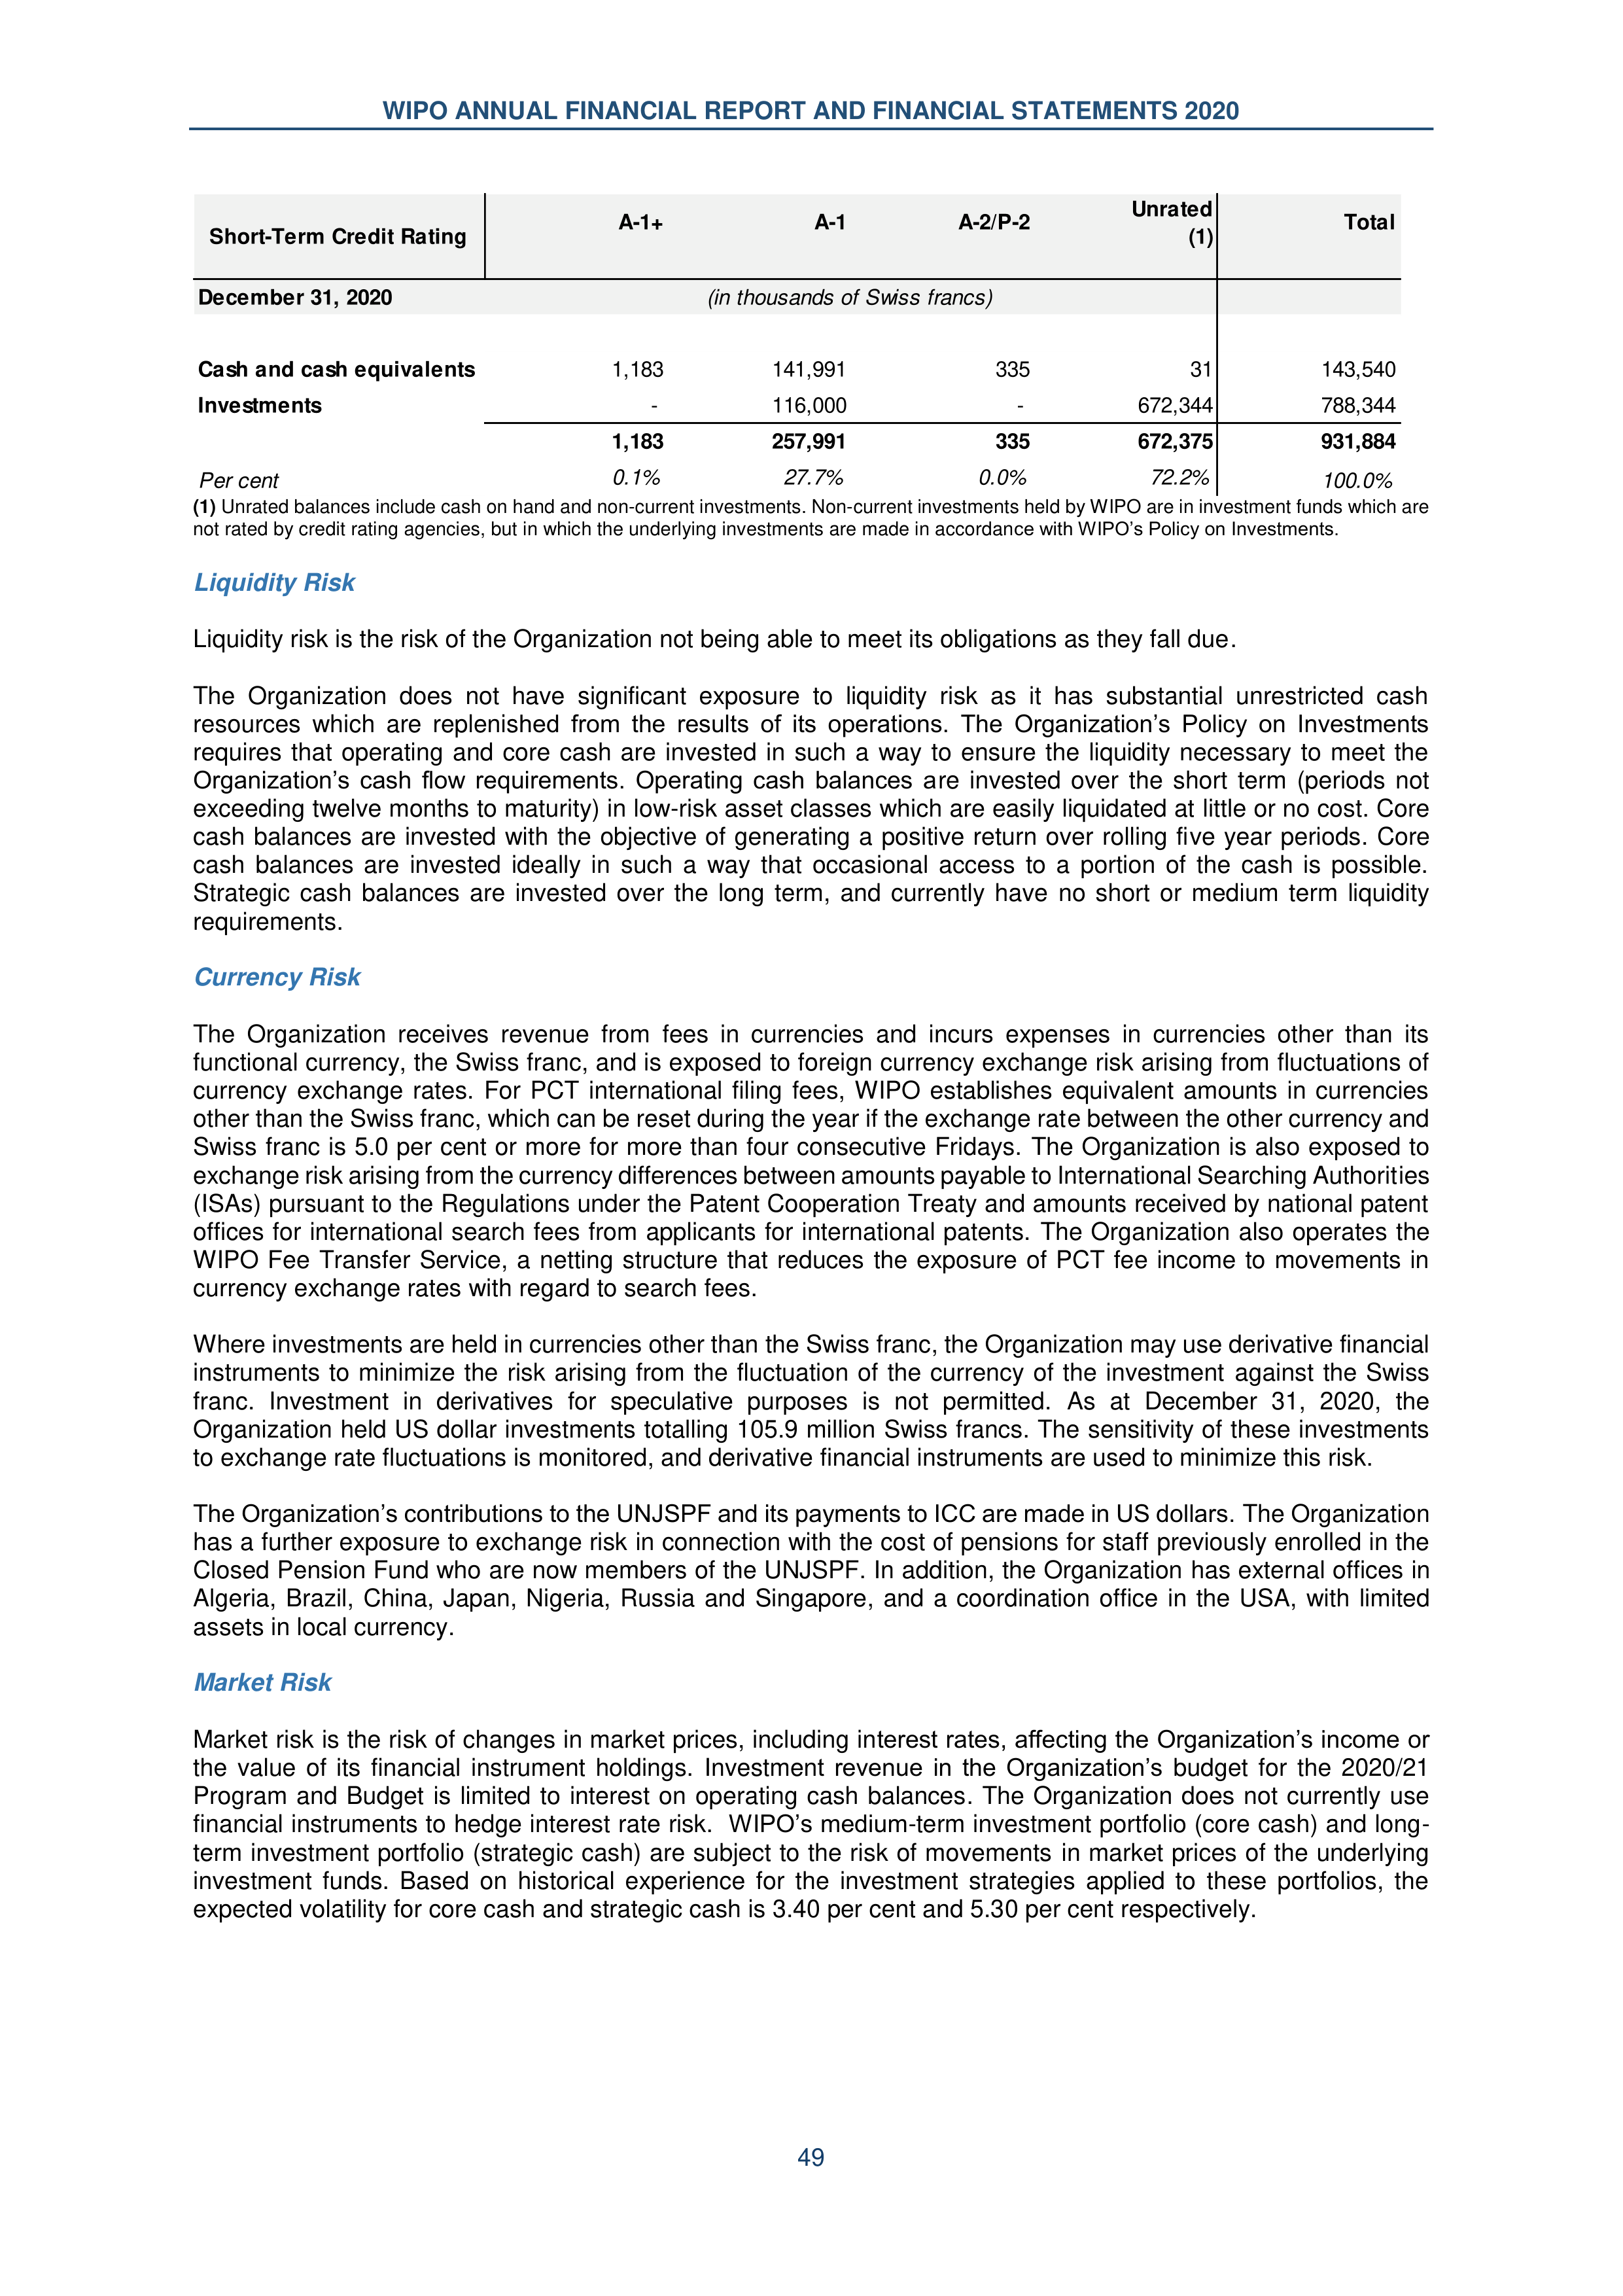 WIPO ANNUAL FINANCIAL REPORT AND FINANCIAL STATEMENTS 2020
Short-Term Credit Rating A-1+ A-1 A-2/P-2 Unrated (1) Total
December 31, 2020 (in thousands of Swiss francs)
Cash and cash equivalents 1,183 141,991 335 31 143,540
Investments - 116,000 - 672,344 788,344
1,183 257,991 335 672,375 931,884
Per cent 0.1% 27.7% 0.0% 72.2% 100.0%
(1) Unrated balances include cash on hand and non-current investments. Non-current investments held by WIPO are in investment funds which are
not rated by credit rating agencies, but in which the underlying investments are made in accordance with WIPO’s Policy on Investments.
Liquidity Risk
Liquidity risk is the risk of the Organization not being able to meet its obligations as they fall due.
The Organization does not have significant exposure to liquidity risk as it has substantial unrestricted cash
resources which are replenished from the results of its operations. The Organization’s Policy on Investments
requires that operating and core cash are invested in such a way to ensure the liquidity necessary to meet the
Organization’s cash flow requirements. Operating cash balances are invested over the short term (periods not
exceeding twelve months to maturity) in low-risk asset classes which are easily liquidated at little or no cost. Core
cash balances are invested with the objective of generating a positive return over rolling five year periods. Core
cash balances are invested ideally in such a way that occasional access to a portion of the cash is possible.
Strategic cash balances are invested over the long term, and currently have no short or medium term liquidity
requirements.
Currency Risk
The Organization receives revenue from fees in currencies and incurs expenses in currencies other than its
functional currency, the Swiss franc, and is exposed to foreign currency exchange risk arising from fluctuations of
currency exchange rates. For PCT international filing fees, WIPO establishes equivalent amounts in currencies
other than the Swiss franc, which can be reset during the year if the exchange rate between the other currency and
Swiss franc is 5.0 per cent or more for more than four consecutive Fridays. The Organization is also exposed to
exchange risk arising from the currency differences between amounts payable to International Searching Authorities
(ISAs) pursuant to the Regulations under the Patent Cooperation Treaty and amounts received by national patent
offices for international search fees from applicants for international patents. The Organization also operates the
WIPO Fee Transfer Service, a netting structure that reduces the exposure of PCT fee income to movements in
currency exchange rates with regard to search fees.
Where investments are held in currencies other than the Swiss franc, the Organization may use derivative financial
instruments to minimize the risk arising from the fluctuation of the currency of the investment against the Swiss
franc. Investment in derivatives for speculative purposes is not permitted. As at December 31, 2020, the
Organization held US dollar investments totalling 105.9 million Swiss francs. The sensitivity of these investments
to exchange rate fluctuations is monitored, and derivative financial instruments are used to minimize this risk.
The Organization’s contributions to the UNJSPF and its payments to ICC are made in US dollars. The Organization
has a further exposure to exchange risk in connection with the cost of pensions for staff previously enrolled in the
Closed Pension Fund who are now members of the UNJSPF. In addition, the Organization has external offices in
Algeria, Brazil, China, Japan, Nigeria, Russia and Singapore, and a coordination office in the USA, with limited
assets in local currency.
Market Risk
Market risk is the risk of changes in market prices, including interest rates, affecting the Organization’s income or
the value of its financial instrument holdings. Investment revenue in the Organization’s budget for the 2020/21
Program and Budget is limited to interest on operating cash balances. The Organization does not currently use
financial instruments to hedge interest rate risk. WIPO’s medium-term investment portfolio (core cash) and long-
term investment portfolio (strategic cash) are subject to the risk of movements in market prices of the underlying
investment funds. Based on historical experience for the investment strategies applied to these portfolios, the
expected volatility for core cash and strategic cash is 3.40 per cent and 5.30 per cent respectively.
49